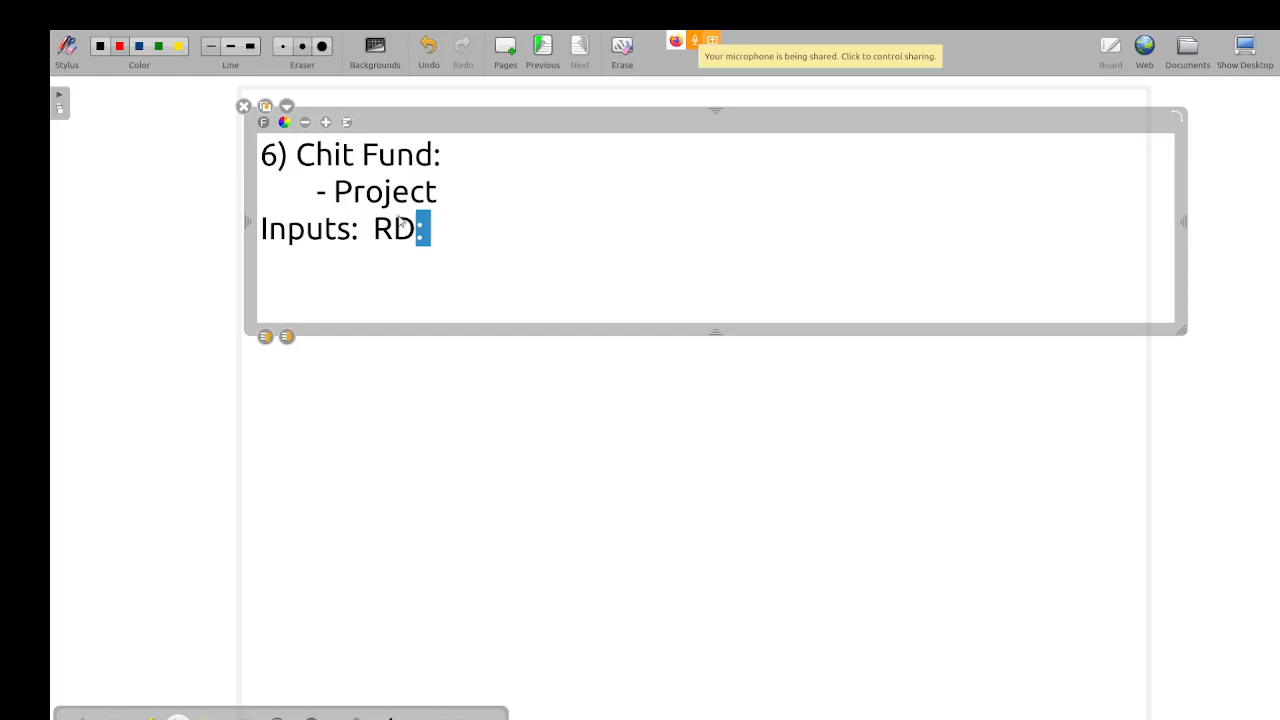 Your microphone is being shared. Click to control sharing.
Stylus
Color
Line
Eraser
Backgrounds
Undo
Redo
Pages
Previous
Next
Erase
Board
Web
Documents
Show Desktop
F
6) Chit Fund:
- Project
Inputs: RD: